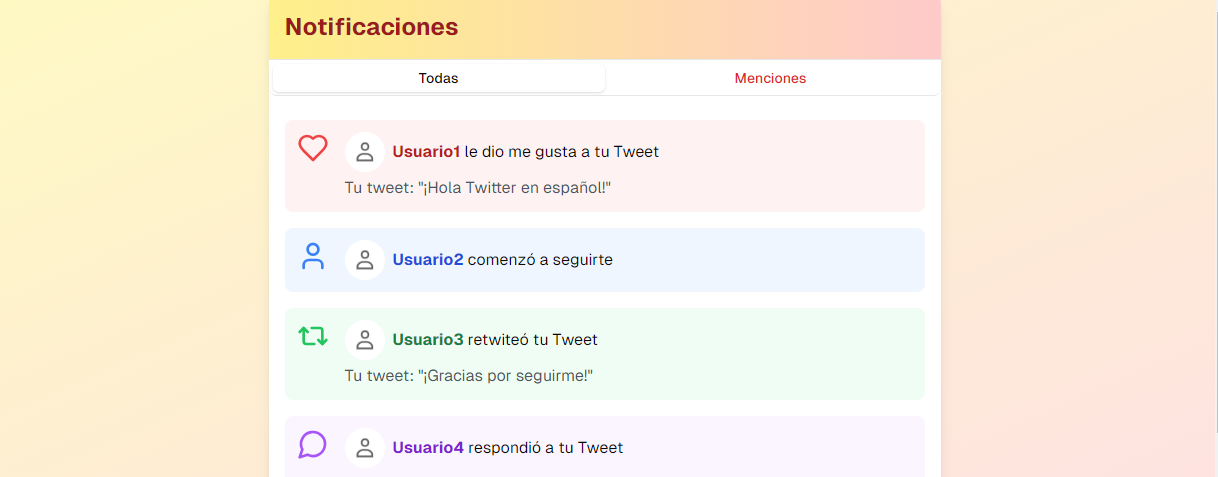 Notificaciones
Todas
Menciones
Usuario1 le dio me gusta a tu Tweet
Tu tweet: "¡Hola Twitter en español!"
Usuario2 comenzó a seguirte
Usuario3 retwiteó tu Tweet
Tu tweet: "¡Gracias por seguirme!"
Usuario4 respondió a tu Tweet